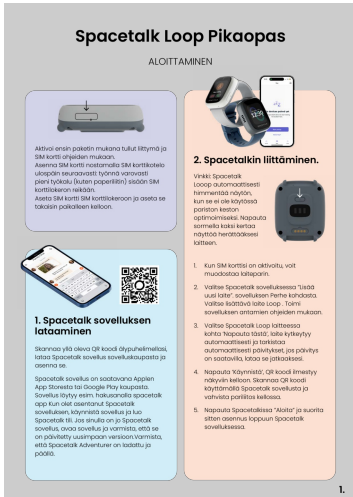 Spacetalk Loop Pikaopas
ALOITTAMINEN
Aktivoi ensin paketin mukana tullut liittymä ja
SIM kortti ohjeiden mukaan.
Asenna SIM kortti nostamalla SIM korttikotelo
ulospäin seuraavasti: työnnä varavasti
pieni työkalu (kuten paperiliitin) sisään SIM
korttilokeron reikään.
Aseta SIM kortti SIM korttilokeroon ja aseta se
takaisin paikalleen kelloon.
1. Spacetalk sovelluksen
lataaminen
Skannaa yllä oleva QR koodi älypuhelimellosi,
lataa Spacetalk sovellus sovelluskaupasta ja
asenna se.
Spacetalk sovellus on saatavana Applen
App Storesta tai Google Play kaupasta.
Sovellus löytyy esim. hakusanalla spacetalk
app Kun olet asentanut Spacetalk
sovelluksen, käynnistä sovellus ja luo
Spacetalk tili. Jos sinulla on jo Spacetalk
sovellus, avaa sovellus ja varmista, että se
on päivitetty uusimpaan versioon.Varmista,
että Spacetalk Adventurer on ladattu ja
päällä.
2. Spacetalkin liittäminen.
Vinkki: Spacetalk
Looop automaattisesti
himmentää näytön,
kun se ei ole käytössä
pariston keston
optimoimiseksi. Napauta
sormella kaksi kertaa
näyttöä herättääksesi
laitteen.
1. Kun SIM korttisi on aktivoitu, voit
muodostaa laiteparin.
2. Valitse Spacetalk sovelluksessa "Lisää
uusi laite". sovelluksen Perhe kohdasta.
Valitse lisättävä laite Loop . Toimi
sovelluksen antamien ohjeiden mukaan.
3. Valitse Spacetalk Loop laitteessa
kohta 'Napauta tästä', laite kytkeytyy
automaattisesti ja tarkistaa
automaattisesti päivitykset, jos päivitys
on saatavilla, lataa se jatkaaksesi.
4. Napauta 'Käynnistä', QR koodi ilmestyy
näkyviin kelloon. Skannaa QR koodi
käyttämällä Spacetalk sovellusta ja
vahvista pariliitos kellossa.
5. Napauta Spacetalkissa "Aloita" ja suorita
sitten asennus loppuun Spacetalk
sovelluksessa.
1.